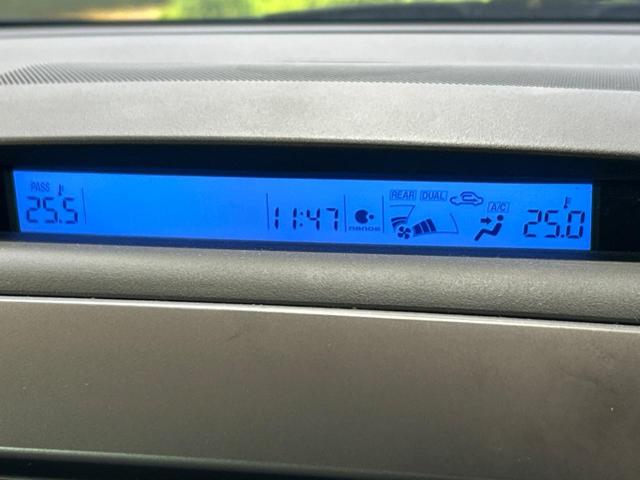 PASS
25.5
11:47
nanoe
REAR DUAL
A/C
25.0